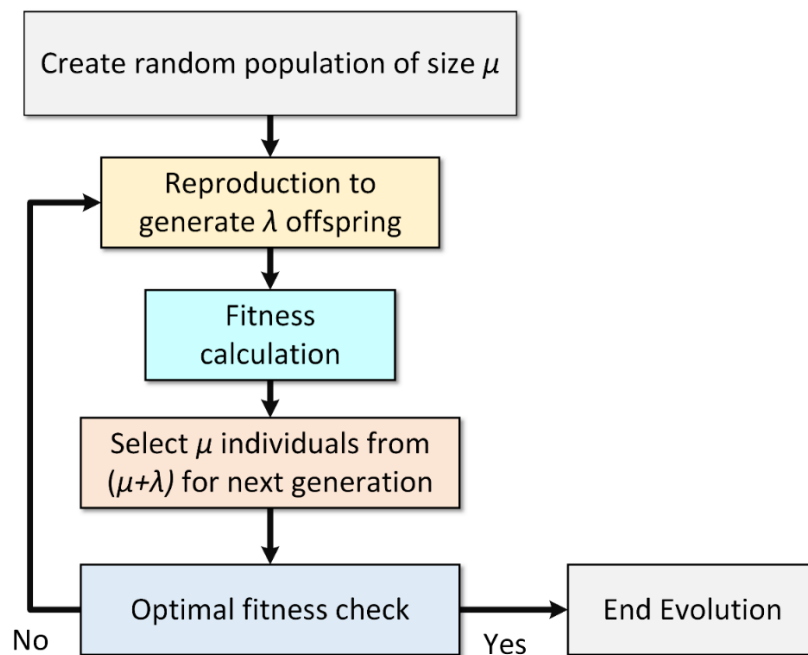 Create random population of size μ
Reproduction to
generate λ offspring
Fitness
calculation
Select μ individuals from
(μ+λ) for next generation
Optimal fitness check
End Evolution
No
Yes